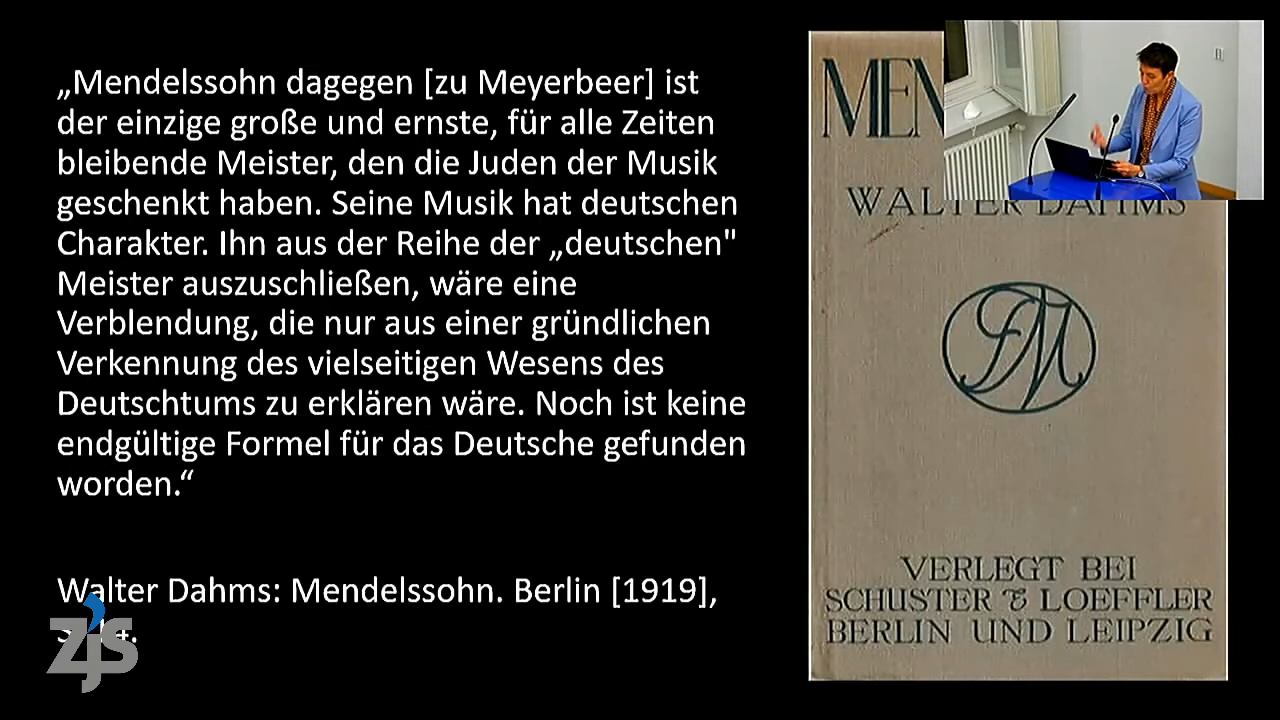 „Mendelssohn dagegen [zu Meyerbeer] ist
der einzige große und ernste, für alle Zeiten
bleibende Meister, den die Juden der Musik
geschenkt haben. Seine Musik hat deutschen
Charakter. Ihn aus der Reihe der „deutschen"
Meister auszuschließen, wäre eine
Verblendung, die nur aus einer gründlichen
Verkennung des vielseitigen Wesens des
Deutschtums zu erklären wäre. Noch ist keine
endgültige Formel für das Deutsche gefunden
worden.“
Walter Dahms: Mendelssohn. Berlin [1919],
zjs
MEN
WALTER DAHMS
FM
VERLEGT BEI
SCHUSTER & LOEFFLER
BERLIN UND LEIPZIG